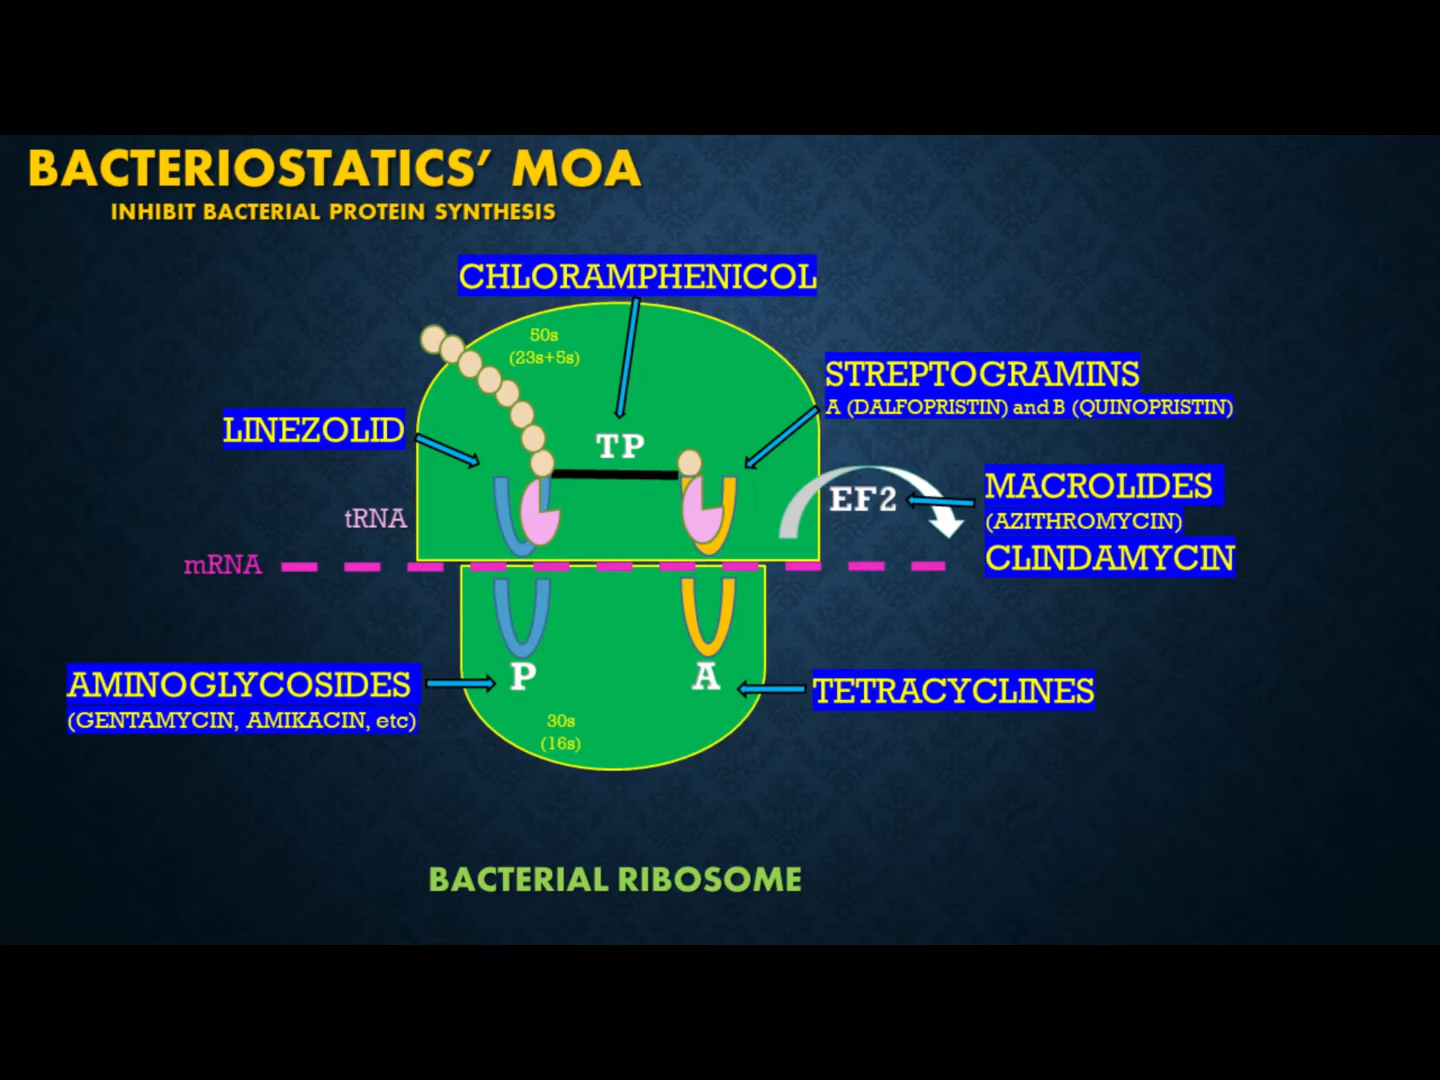 BACTERIOSTATICS’ MOA
INHIBIT BACTERIAL PROTEIN SYNTHESIS
CHLORAMPHENICOL
50s
(23s+5s)
STREPTOGRAMINS
A (DALFOPRISTIN) and B (QUINOPRISTIN)
LINEZOLID
TP
tRNA
EF2
MACROLIDES
(AZITHROMYCIN)
CLINDAMYCIN
mRNA
AMINOGLYCOSIDES
(GENTAMYCIN, AMIKACIN, etc)
P
A
TETRACYCLINES
30s
(16s)
BACTERIAL RIBOSOME